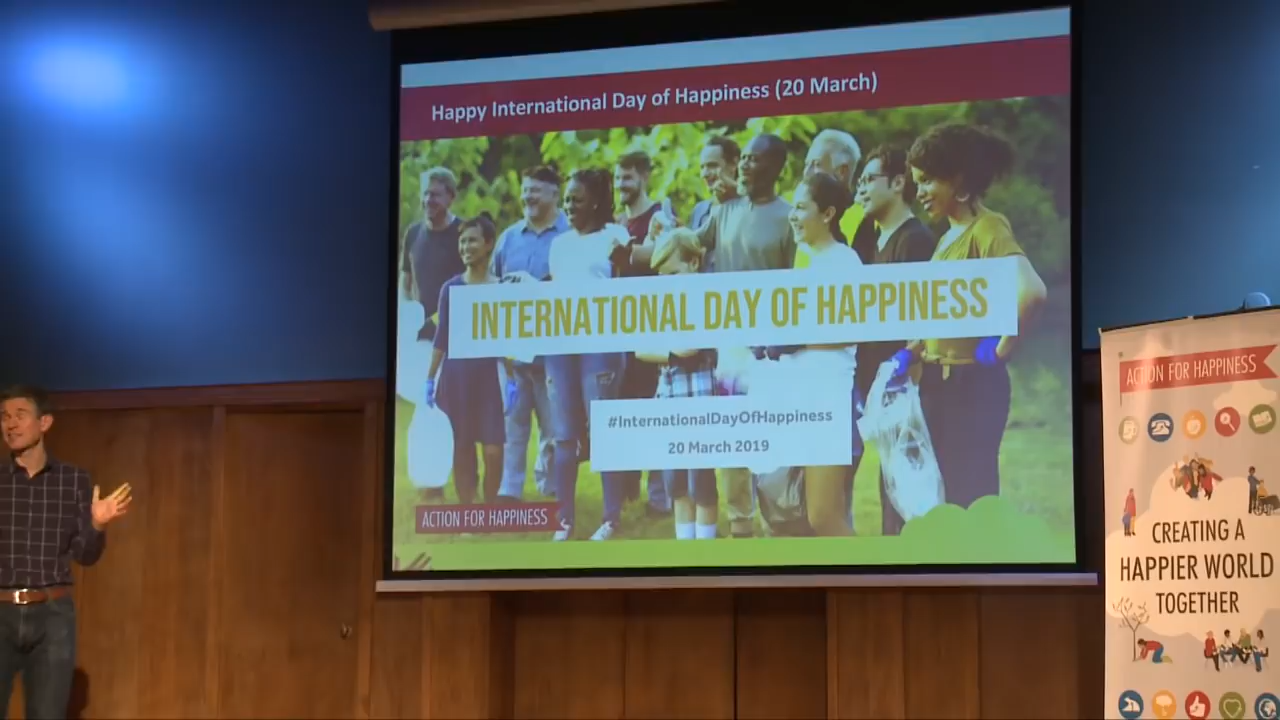 Happy International Day of Happiness (20 March)
INTERNATIONAL DAY OF HAPPINESS
#InternationalDayOfHappiness
20 March 2019
ACTION FOR HAPPINESS
ACTION FOR HAPPINESS
CREATING A
HAPPIER WORLD
TOGETHER